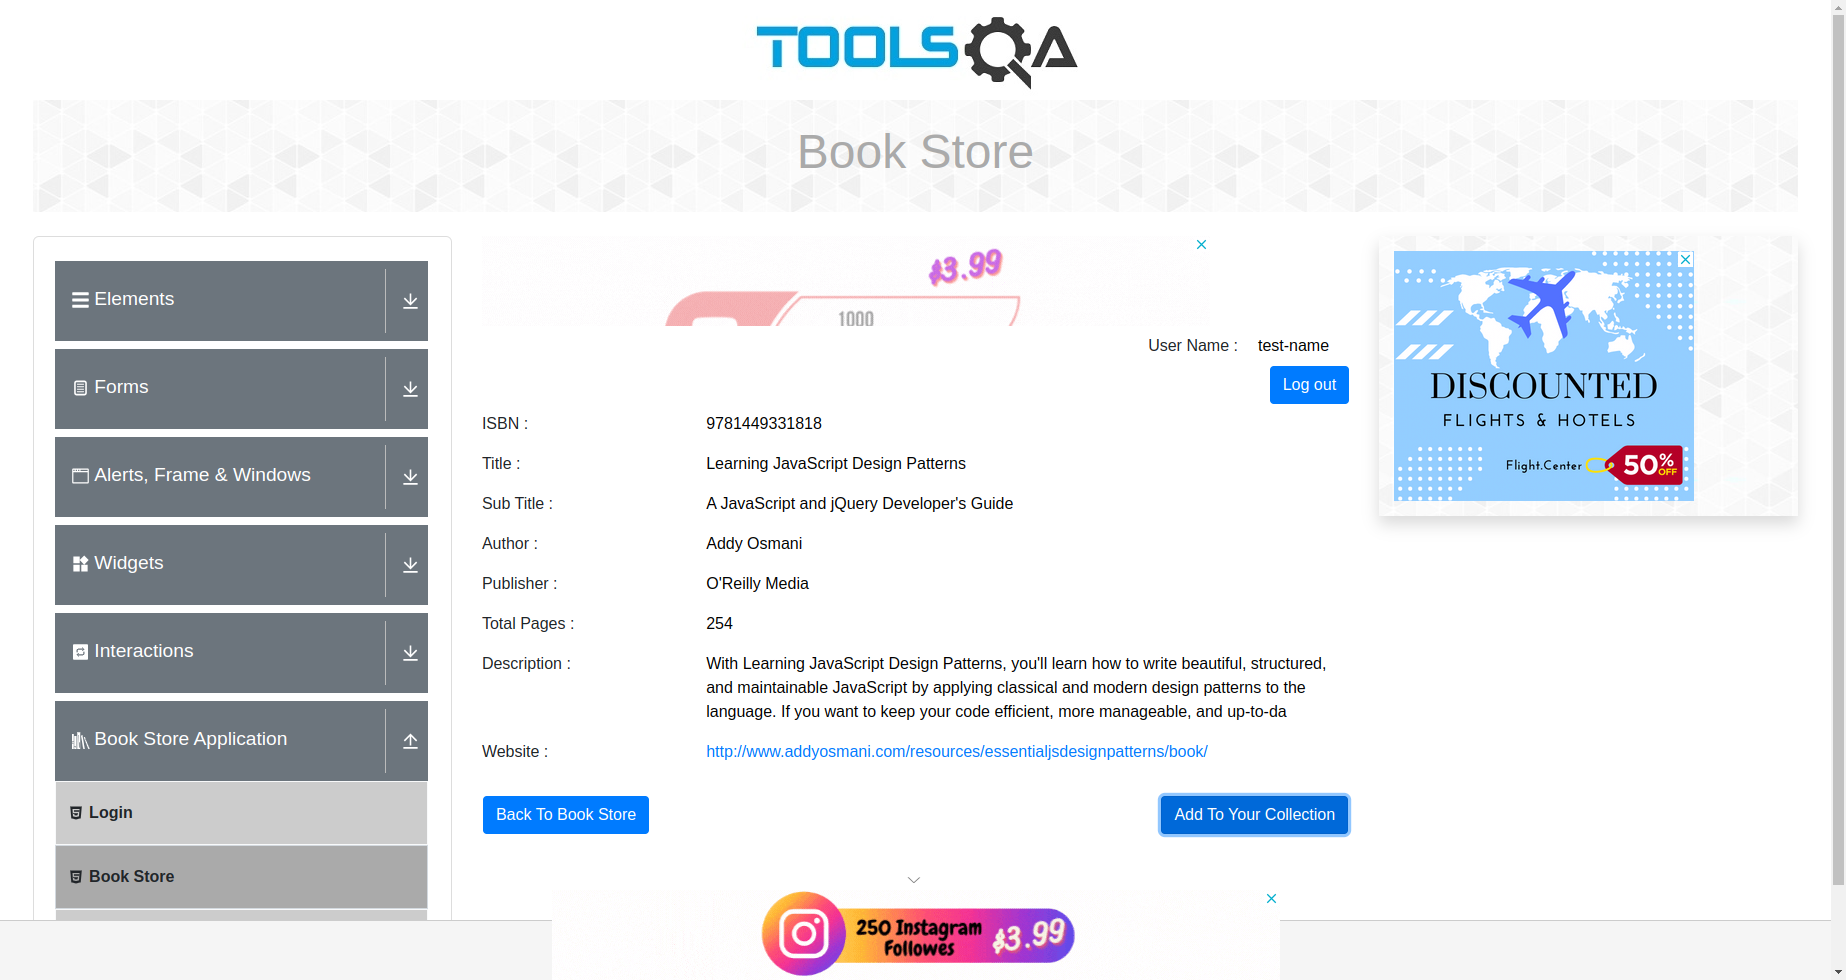 TOOLSQA
Book Store
Elements
Forms
Alerts, Frame & Windows
Widgets
Interactions
Book Store Application
Login
Book Store
$3.99
1000
User Name : test-name
Log out
ISBN : 9781449331818
Title : Learning JavaScript Design Patterns
Sub Title : A JavaScript and jQuery Developer's Guide
Author : Addy Osmani
Publisher : O'Reilly Media
Total Pages : 254
Description : With Learning JavaScript Design Patterns, you'll learn how to write beautiful, structured,
and maintainable JavaScript by applying classical and modern design patterns to the
language. If you want to keep your code efficient, more manageable, and up-to-da
Website : http://www.addyosmani.com/resources/essentialjsdesignpatterns/book/
Back To Book Store Add To Your Collection
DISCOUNTED
FLIGHTS & HOTELS
Flight.Center 50% OFF
250 Instagram
Followes
$3.99